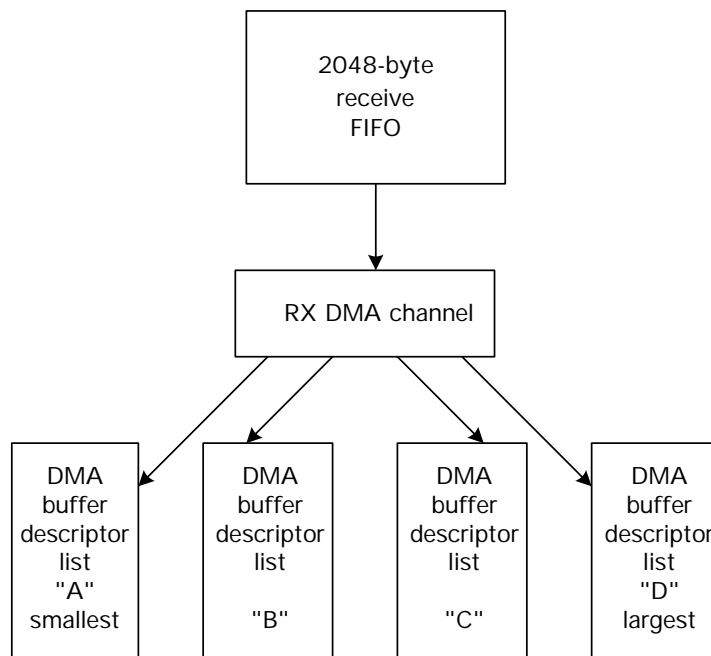 2048-byte
receive
FIFO
RX DMA channel
DMA
buffer
descriptor
list
"A"
smallest
DMA
buffer
descriptor
list
"B"
DMA
buffer
descriptor
list
"C"
DMA
buffer
descriptor
list
"D"
largest